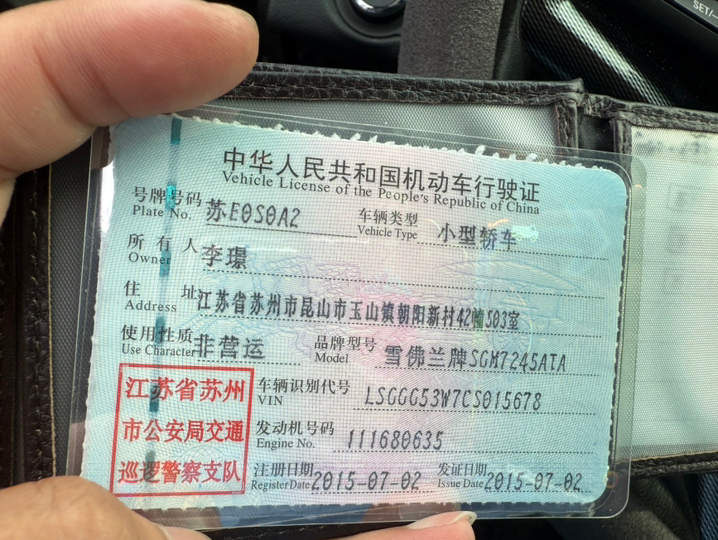 SET/-
中华人民共和国机动车行驶证
Vehicle License of the People's Republic of China
号牌号码 苏E0S0A2 车辆类型 小型轿车
Plate No. Vehicle Type
所有人 李璟
Owner
住址 江苏省苏州市昆山市玉山镇朝阳新村42幢503室
Address
使用性质 非营运 品牌型号 雪佛兰牌SGM7245ATA
Use Character Model
江苏省苏州 车辆识别代号 LSGGG53W7CS015678
VIN
市公安局交通 发动机号码 111680635
Engine No.
巡逻警察支队 注册日期 2015-07-02 发证日期 2015-07-02
Register Date Issue Date